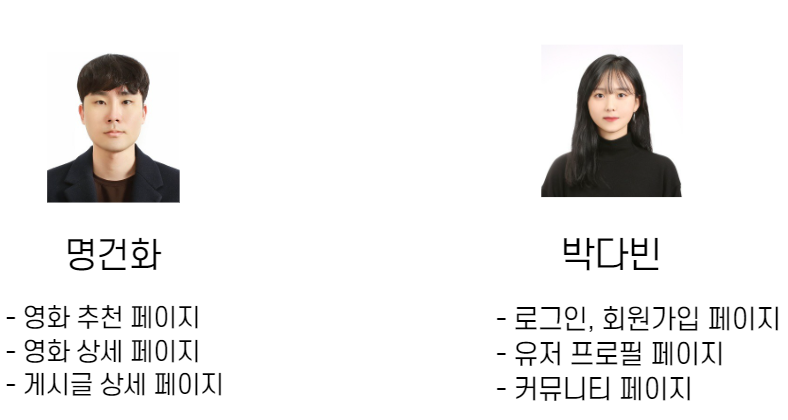 명건화
- 영화 추천 페이지
- 영화 상세 페이지
- 게시글 상세 페이지
박다빈
- 로그인, 회원가입 페이지
- 유저 프로필 페이지
- 커뮤니티 페이지